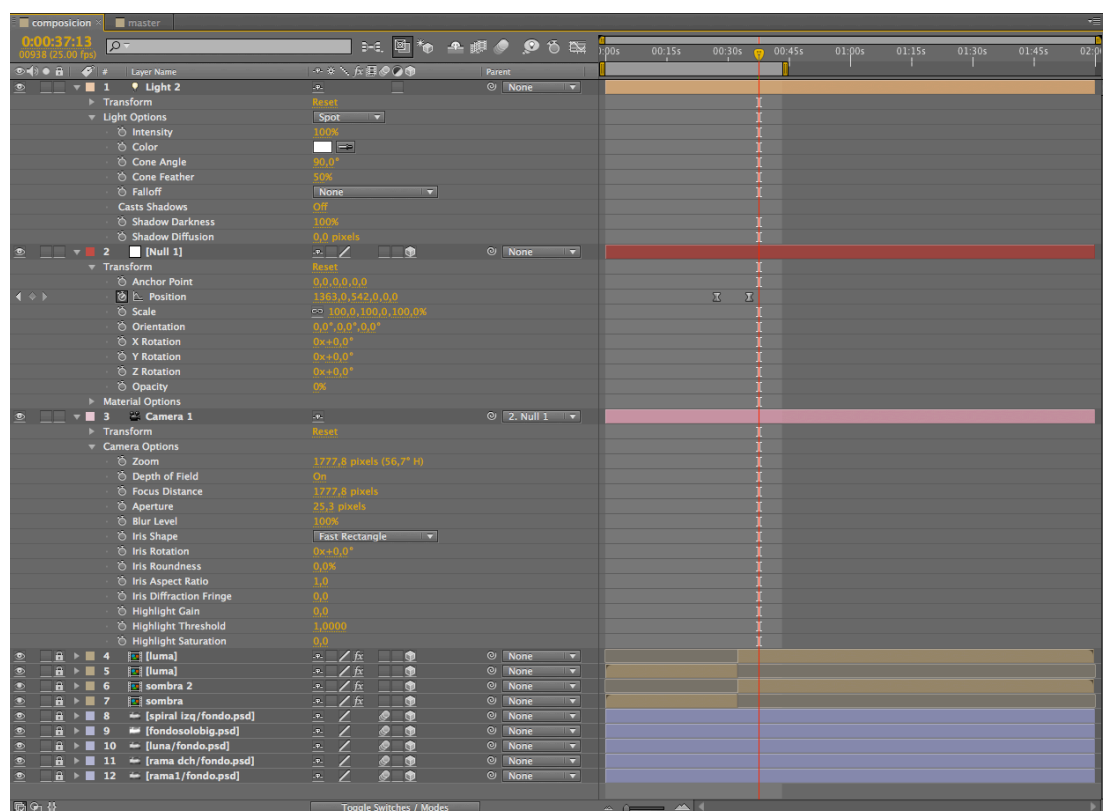 composicion × master
0:00:37:13
00938 (25.00 fps)
):00s 00:15s 00:30s 00:45s 01:00s 01:15s 01:30s 01:45s 02:0
# Layer Name fx Parent
1 Light 2 None
Transform Reset
Light Options Spot
Intensity 100%
Color
Cone Angle 90,0°
Cone Feather 50%
Falloff None
Casts Shadows Off
Shadow Darkness 100%
Shadow Diffusion 0,0 pixels
2 [Null 1] None
Transform Reset
Anchor Point 0,0,0,0,0,0
Position 1363,0,542,0,0,0
Scale 100,0,100,0,100,0%
Orientation 0,0°,0,0°,0,0°
X Rotation 0x+0,0°
Y Rotation 0x+0,0°
Z Rotation 0x+0,0°
Opacity 0%
Material Options
3 Camera 1 2. Null 1
Transform Reset
Camera Options
Zoom 1777,8 pixels (56,7° H)
Depth of Field On
Focus Distance 1777,8 pixels
Aperture 25,3 pixels
Blur Level 100%
Iris Shape Fast Rectangle
Iris Rotation 0x+0,0°
Iris Roundness 0,0%
Iris Aspect Ratio 1,0
Iris Diffraction Fringe 0,0
Highlight Gain 0,0
Highlight Threshold 1,0000
Highlight Saturation 0,0
4 [luma] fx None
5 [luma] fx None
6 sombra 2 fx None
7 sombra fx None
8 [spiral izq/fondo.psd] None
9 [fondosolobig.psd] None
10 [luna/fondo.psd] None
11 [rama dch/fondo.psd] None
12 [rama1/fondo.psd] None
Toggle Switches / Modes